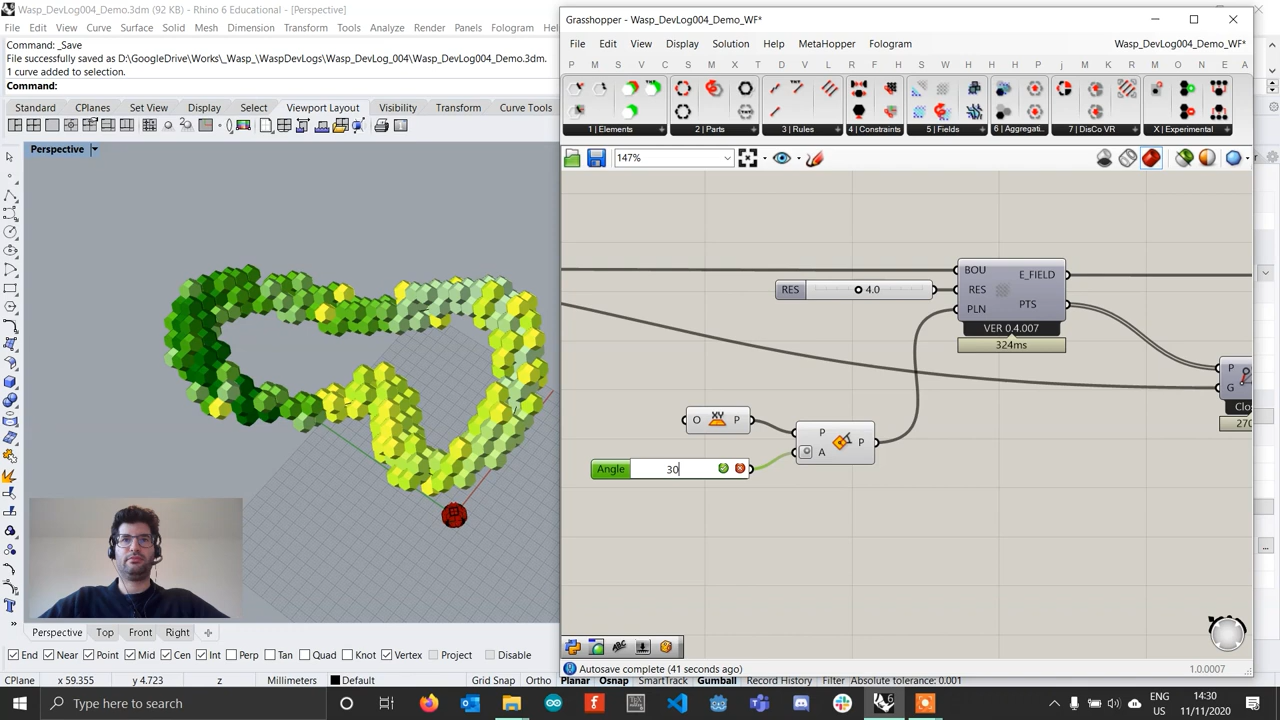 Wasp_DevLog004_Demo.3dm (92 KB) - Rhino 6 Educational - [Perspective]
File Edit View Curve Surface Solid Mesh Dimension Transform Tools Analyze Render Panels Fologram
Command: _Save
File successfully saved as D:\GoogleDrive\Works\_Wasp_\WaspDevLogs\Wasp_DevLog_004\Wasp_DevLog004_Demo.3dm.
1 curve added to selection.
Command:
Standard CPlanes Set View Display Select Viewport Layout Visibility Transform Curve Tools
Perspective
Grasshopper - Wasp_DevLog004_Demo_WF*
File Edit View Display Solution Help MetaHopper Fologram Wasp_DevLog004_Demo_WF*
P M S V C S M X T D V L R C F S W H H H P j M O N E A
1 | Elements 2 | Parts 3 | Rules 4 | Constraints 5 | Fields 6 | Aggregati... 7 | DisCo VR X | Experimental
147%
BOU E_FIELD
RES 4.0 RES
PTS
PLN
VER 0.4.007
324ms
P
G
Clo
270
O XY P
P
A P
Angle 30
Autosave complete (41 seconds ago) 1.0.0007
Perspective Top Front Right
End Near Point Mid Cen Int Perp Tan Quad Knot Vertex Project Disable
CPlane x 59.355 y 4.723 z Millimeters Default Grid Snap Ortho Planar Osnap SmartTrack Gumball Record History Filter Absolute tolerance: 0.001
Type here to search
ENG
US
14:30
11/11/2020